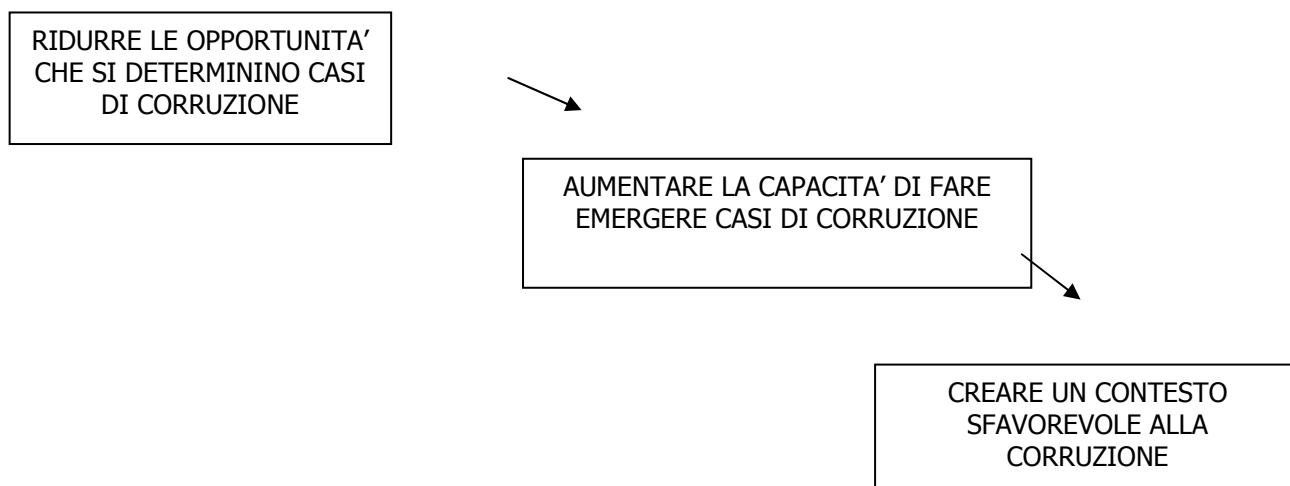 RIDURRE LE OPPORTUNITA’
CHE SI DETERMININO CASI
DI CORRUZIONE
AUMENTARE LA CAPACITA’ DI FARE
EMERGERE CASI DI CORRUZIONE
CREARE UN CONTESTO
SFAVOREVOLE ALLA
CORRUZIONE